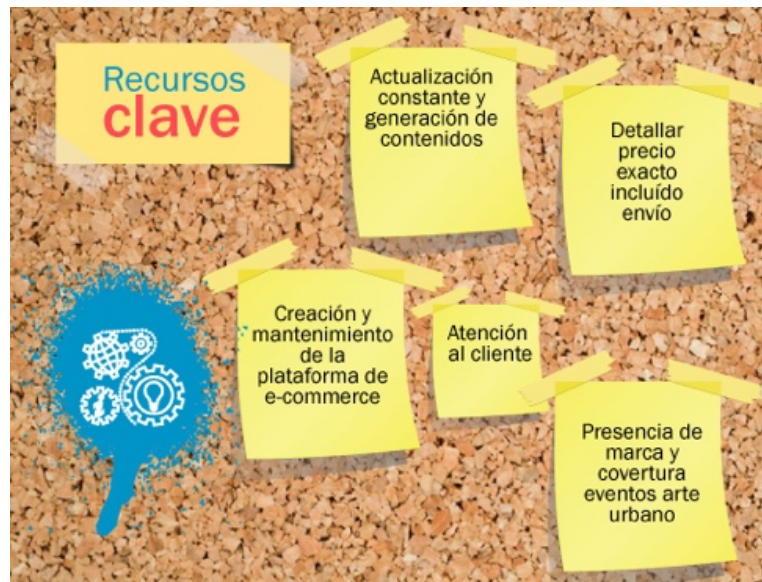 Recursos
clave
Actualización
constante y
generación de
contenidos
Detallar
precio
exacto
incluído
envío
Creación y
mantenimiento
de la
plataforma de
e-commerce
Atención
al cliente
Presencia de
marca y
covertura
eventos arte
urbano